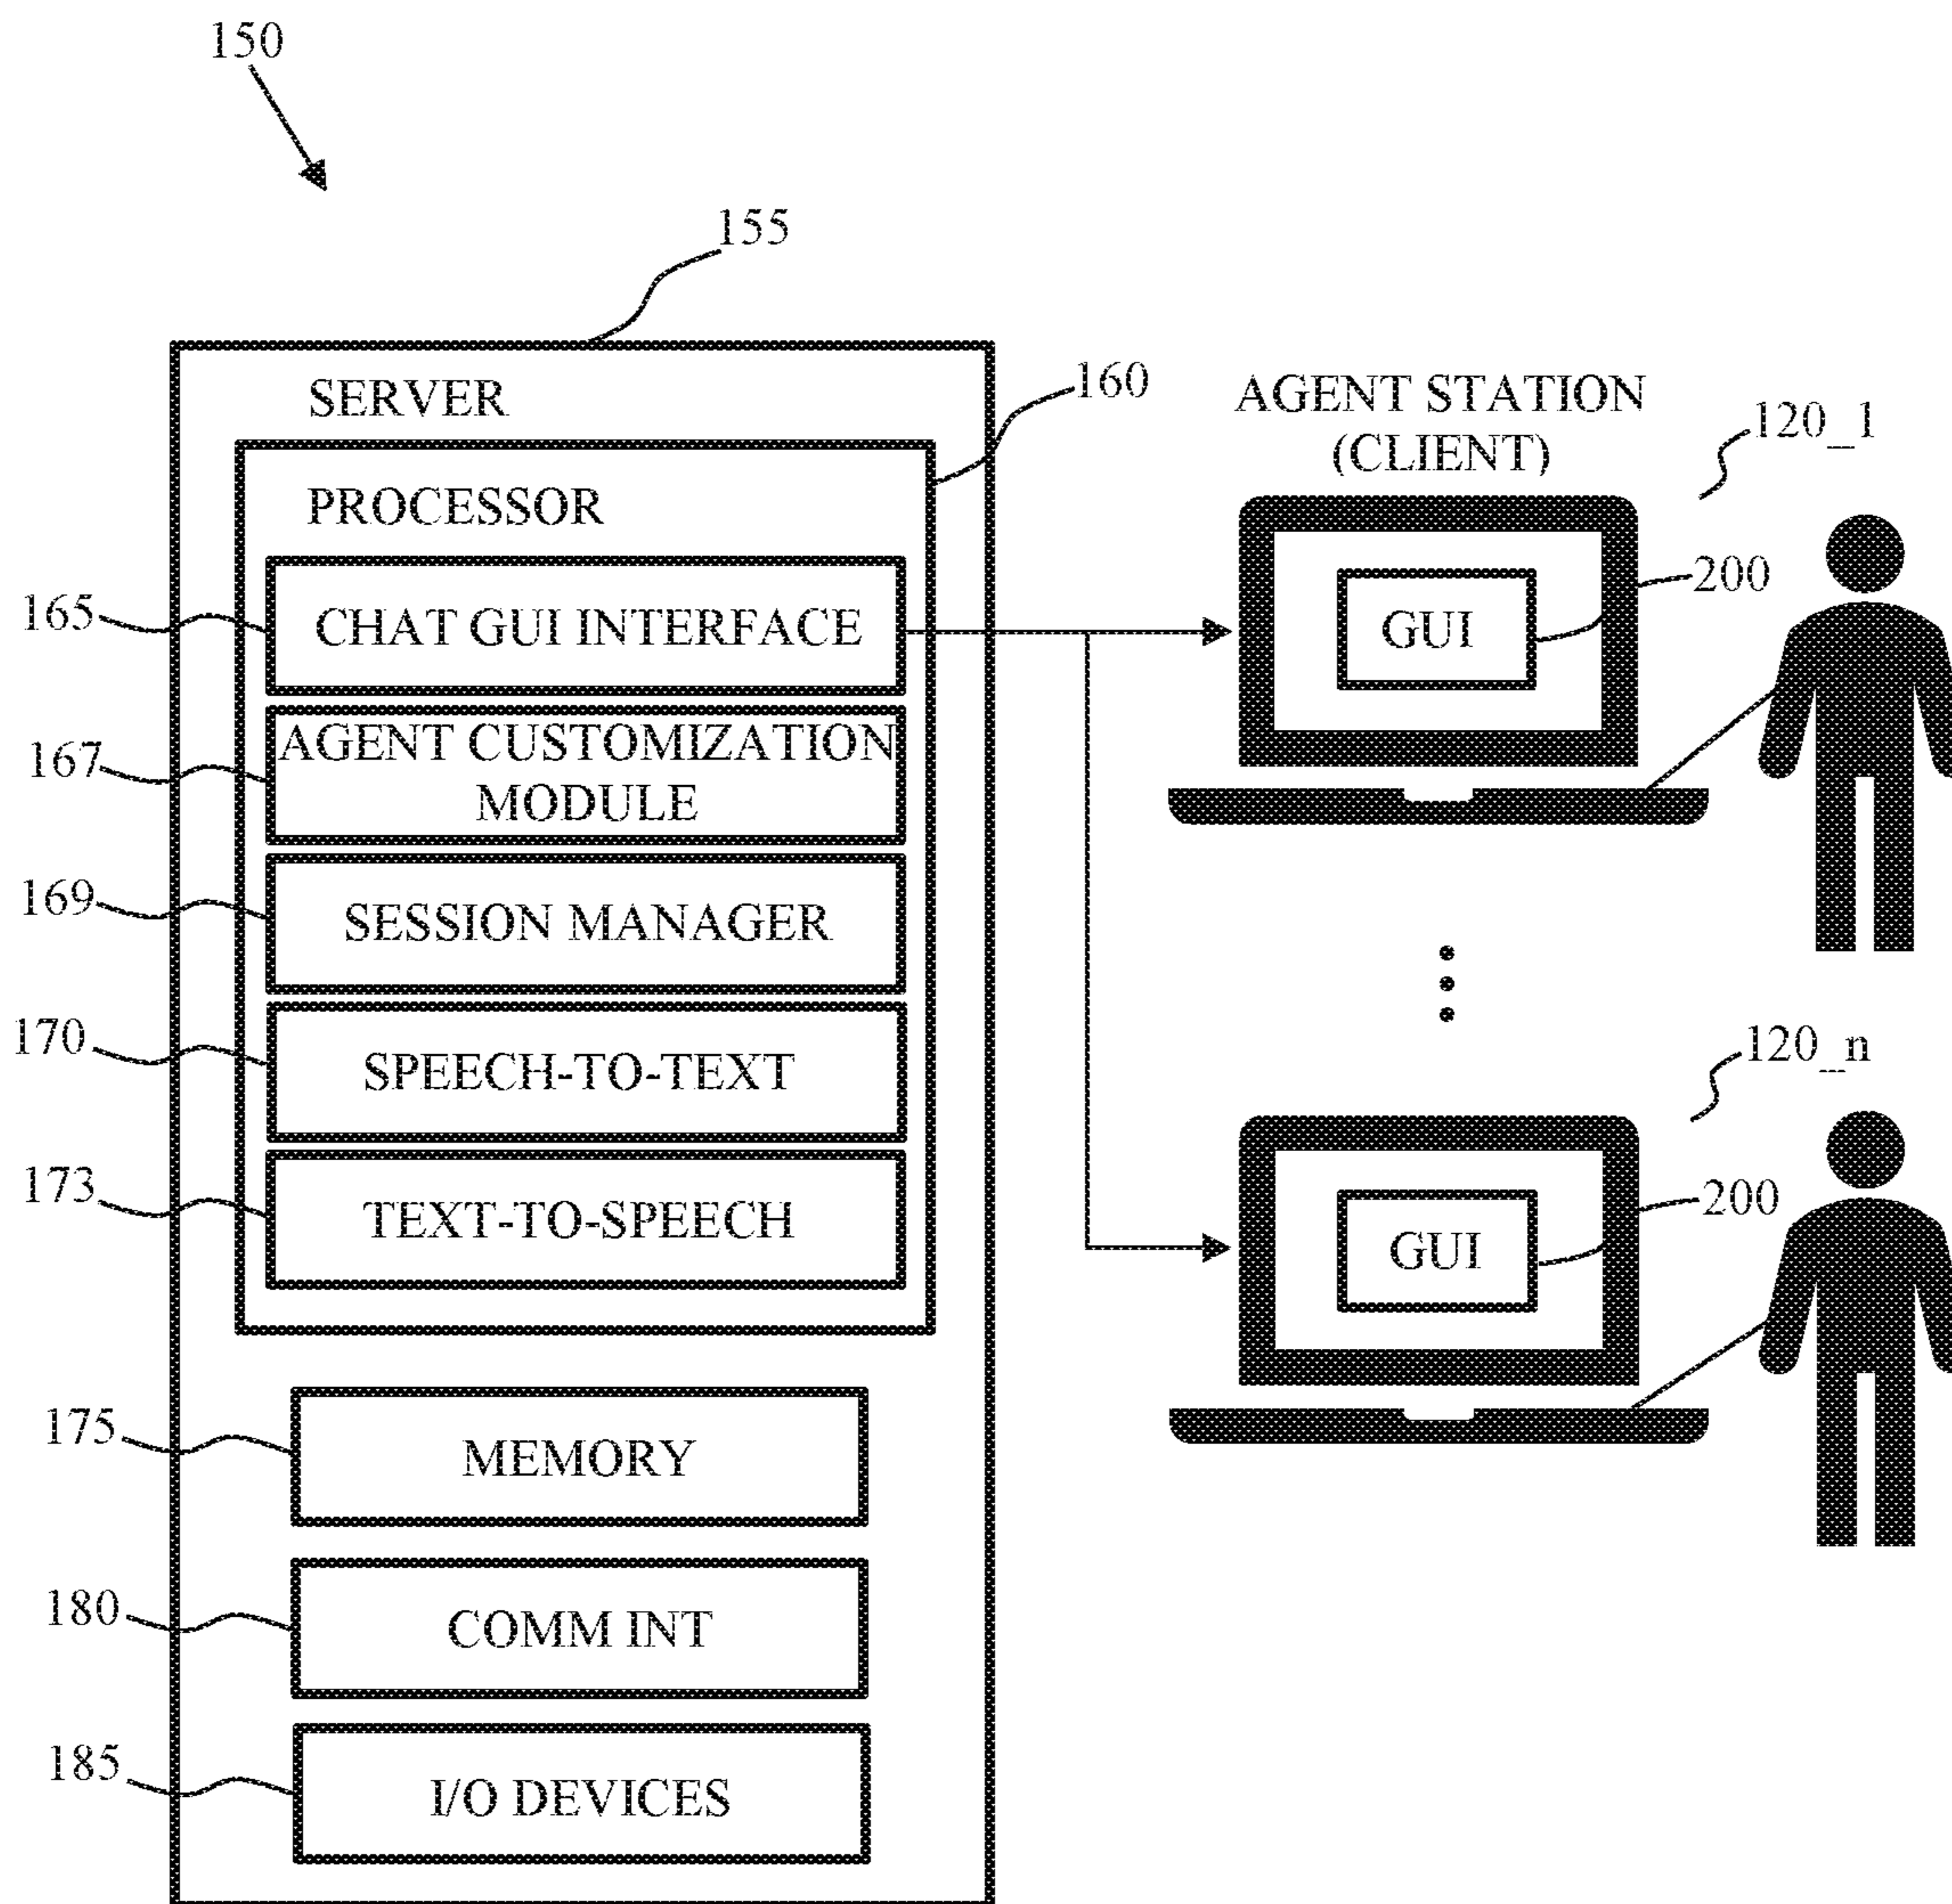 150
155
SERVER
160
AGENT STATION
(CLIENT)
120_1
PROCESSOR
165
CHAT GUI INTERFACE
GUI
200
167
AGENT CUSTOMIZATION
MODULE
169
SESSION MANAGER
170
SPEECH-TO-TEXT
120_n
173
TEXT-TO-SPEECH
GUI
200
175
MEMORY
180
COMM INT
185
I/O DEVICES